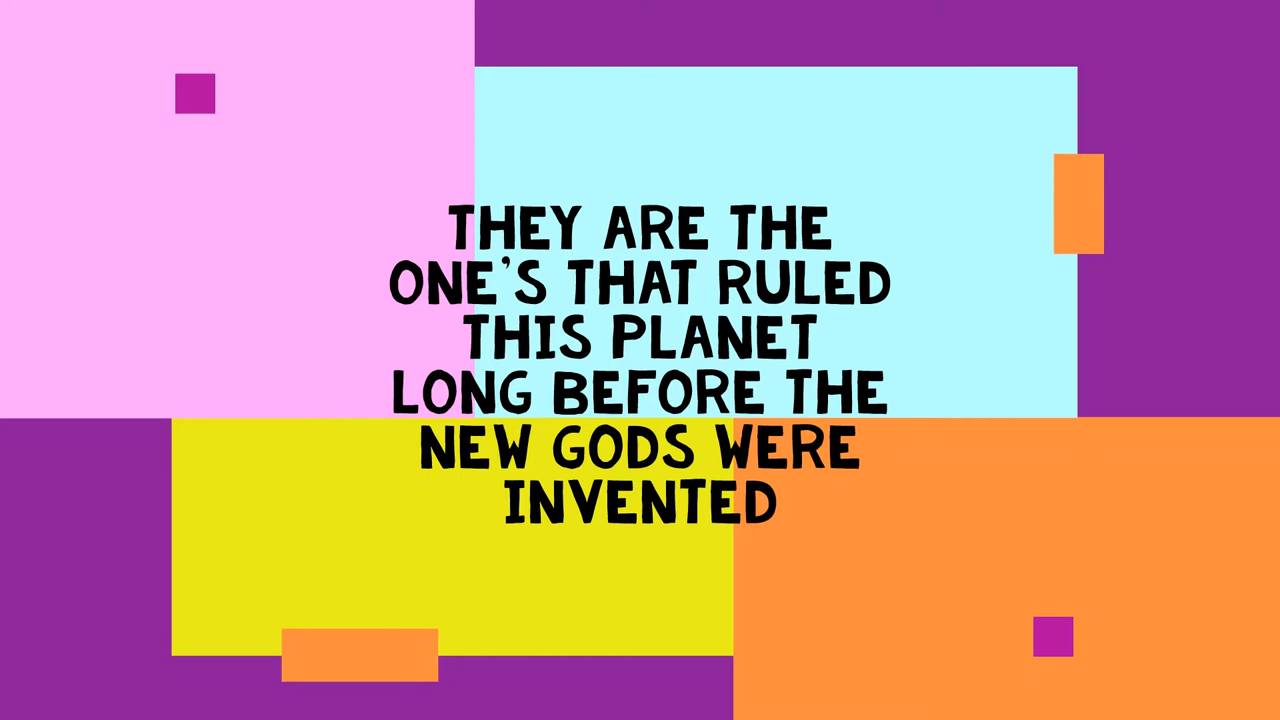 THEY ARE THE
ONE'S THAT RULED
THIS PLANET
LONG BEFORE THE
NEW GODS WERE
INVENTED